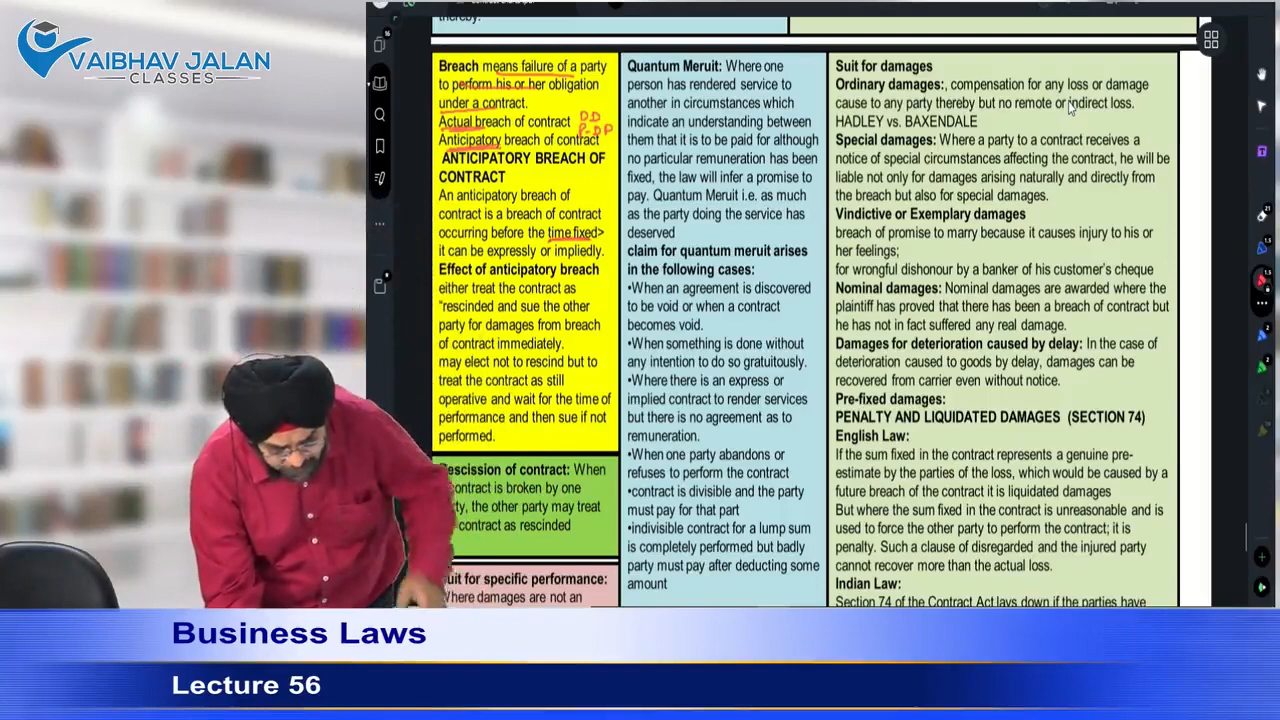 VAIBHAV JALAN
CLASSES
Breach means failure of a party
to perform his or her obligation
under a contract.
Actual breach of contract
DD
Anticipatory breach of contract
P-DP
ANTICIPATORY BREACH OF
CONTRACT
An anticipatory breach of
contract is a breach of contract
occurring before the time fixed>
it can be expressly or impliedly.
Effect of anticipatory breach
either treat the contract as
“rescinded and sue the other
party for damages from breach
of contract immediately.
may elect not to rescind but to
treat the contract as still
operative and wait for the time of
performance and then sue if not
performed.
Rescission of contract: When
contract is broken by one
the other party may treat
contract as rescinded
for specific performance:
Where damages are not an
Quantum Meruit: Where one
person has rendered service to
another in circumstances which
indicate an understanding between
them that it is to be paid for although
no particular remuneration has been
fixed, the law will infer a promise to
pay. Quantum Meruit i.e. as much
as the party doing the service has
deserved
claim for quantum meruit arises
in the following cases:
•When an agreement is discovered
to be void or when a contract
becomes void.
•When something is done without
any intention to do so gratuitously.
•Where there is an express or
implied contract to render services
but there is no agreement as to
remuneration.
•When one party abandons or
refuses to perform the contract
•contract is divisible and the party
must pay for that part
•indivisible contract for a lump sum
is completely performed but badly
party must pay after deducting some
amount
Suit for damages
Ordinary damages:, compensation for any loss or damage
cause to any party thereby but no remote or indirect loss.
HADLEY vs. BAXENDALE
Special damages: Where a party to a contract receives a
notice of special circumstances affecting the contract, he will be
liable not only for damages arising naturally and directly from
the breach but also for special damages.
Vindictive or Exemplary damages
breach of promise to marry because it causes injury to his or
her feelings;
for wrongful dishonour by a banker of his customer’s cheque
Nominal damages: Nominal damages are awarded where the
plaintiff has proved that there has been a breach of contract but
he has not in fact suffered any real damage.
Damages for deterioration caused by delay: In the case of
deterioration caused to goods by delay, damages can be
recovered from carrier even without notice.
Pre-fixed damages:
PENALTY AND LIQUIDATED DAMAGES (SECTION 74)
English Law:
If the sum fixed in the contract represents a genuine pre-
estimate by the parties of the loss, which would be caused by a
future breach of the contract it is liquidated damages
But where the sum fixed in the contract is unreasonable and is
used to force the other party to perform the contract; it is
penalty. Such a clause of disregarded and the injured party
cannot recover more than the actual loss.
Indian Law:
Section 74 of the Contract Act lays down if the parties have
Business Laws
Lecture 56